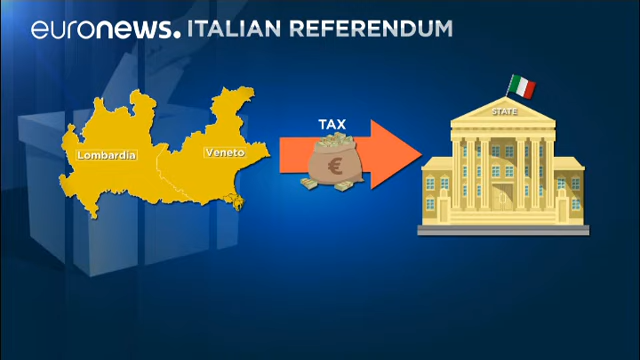 euronews. ITALIAN REFERENDUM
TAX
STATE
Lombardia
Veneto
€